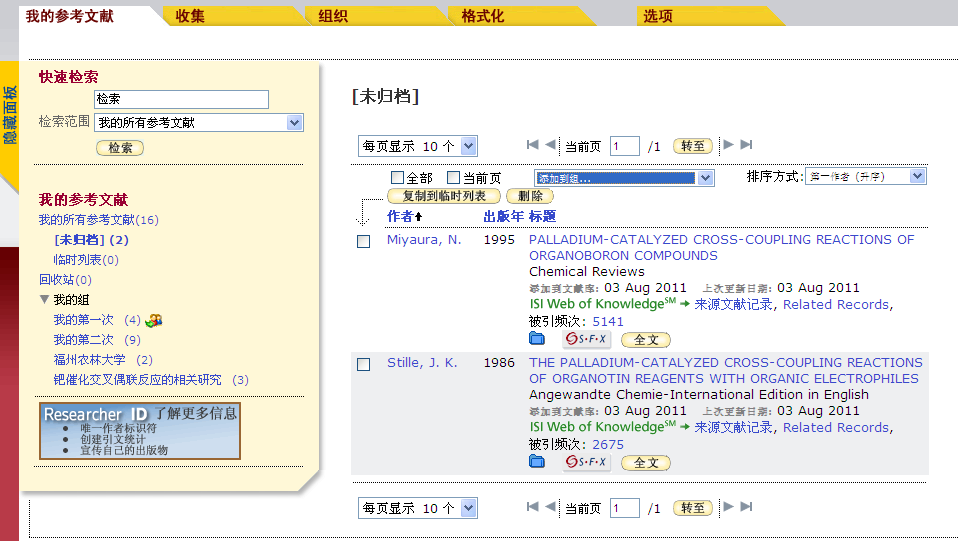 我的参考文献 收集 组织 格式化 选项
隐藏面板
快速检索
检索
检索范围 我的所有参考文献
检索
我的参考文献
我的所有参考文献(16)
[未归档] (2)
临时列表(0)
回收站(0)
▼ 我的组
我的第一次 (4)
我的第二次 (9)
福州农林大学 (2)
钯催化交叉偶联反应的相关研究 (3)
Researcher ID 了解更多信息
• 唯一作者标识符
• 创建引文统计
• 宣传自己的出版物
[未归档]
每页显示 10 个 当前页 1 /1 转至
全部 当前页 添加到组... 排序方式: 第一作者 (升序)
复制到临时列表 删除
作者 出版年 标题
Miyaura, N. 1995 PALLADIUM-CATALYZED CROSS-COUPLING REACTIONS OF
ORGANOBORON COMPOUNDS
Chemical Reviews
添加到文献库: 03 Aug 2011 上次更新日期: 03 Aug 2011
ISI Web of Knowledge℠ → 来源文献记录, Related Records,
被引频次: 5141
S·F·X 全文
Stille, J. K. 1986 THE PALLADIUM-CATALYZED CROSS-COUPLING REACTIONS
OF ORGANOTIN REAGENTS WITH ORGANIC ELECTROPHILES
Angewandte Chemie-International Edition in English
添加到文献库: 03 Aug 2011 上次更新日期: 03 Aug 2011
ISI Web of Knowledge℠ → 来源文献记录, Related Records,
被引频次: 2675
S·F·X 全文
每页显示 10 个 当前页 1 /1 转至